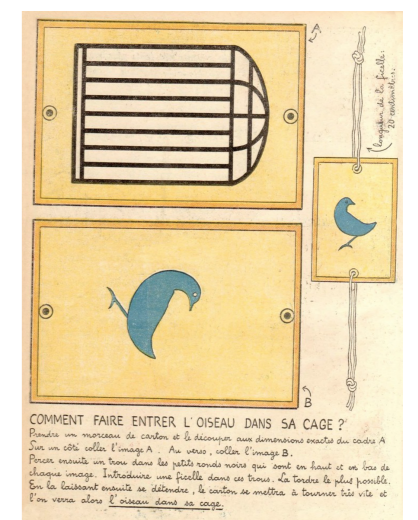 A
longueur de la ficelle:
20 centimètres.
B
COMMENT FAIRE ENTRER L'OISEAU DANS SA CAGE ?
Prendre un morceau de carton et le découper aux dimensions exactes du cadre A
Sur un côté coller l'image A. Au verso, coller l'image B.
Percer ensuite un trou dans les petits ronds noirs qui sont en haut et en bas de
chaque image. Introduire une ficelle dans ces trous. La tordre le plus possible.
En la laissant ensuite se détendre, le carton se mettra à tourner très vite et
l'on verra alors l'oiseau dans sa cage.